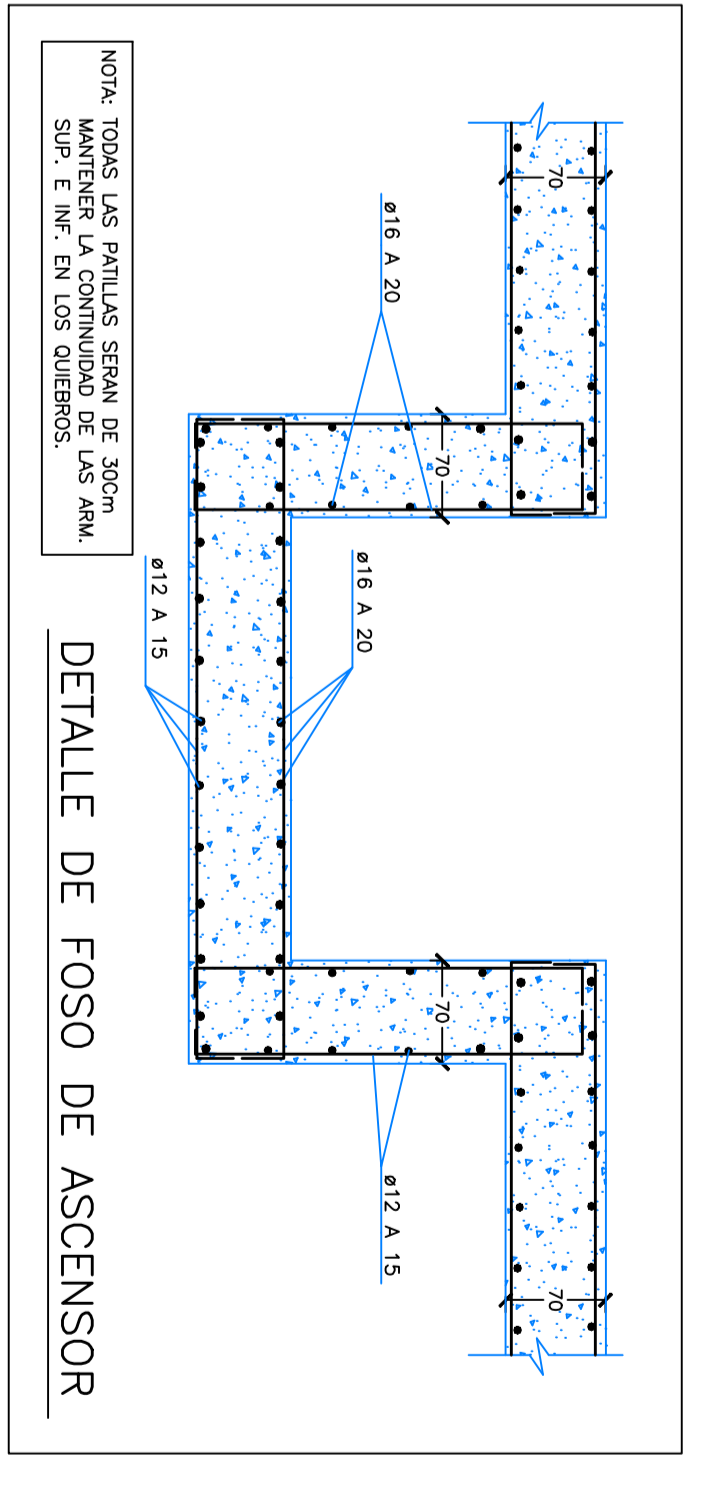 70
70
ø16 A 20
70
70
ø12 A 15
ø16 A 20
ø12 A 15
NOTA: TODAS LAS PATILLAS SERAN DE 30Cm
MANTENER LA CONTINUIDAD DE LAS ARM.
SUP. E INF. EN LOS QUIEBROS.
DETALLE DE FOSO DE ASCENSOR